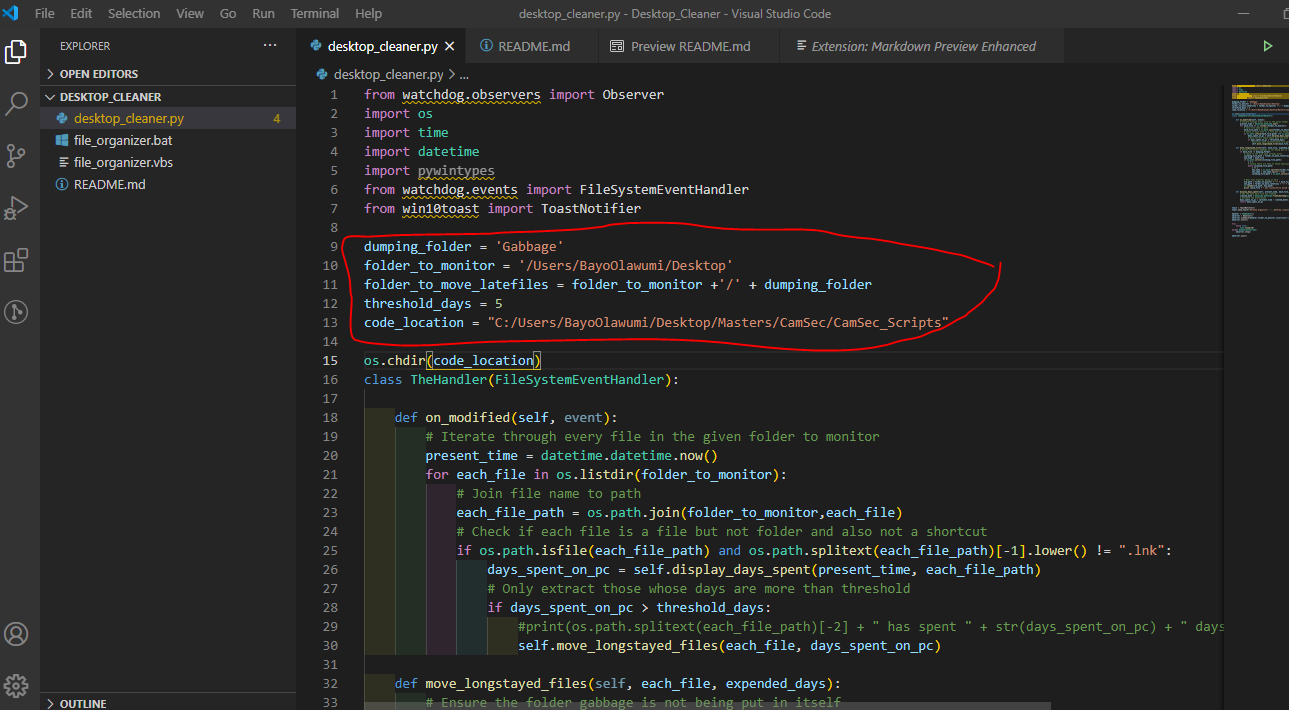 File Edit Selection View Go Run Terminal Help desktop_cleaner.py - Desktop_Cleaner - Visual Studio Code
EXPLORER ...
desktop_cleaner.py README.md Preview README.md Extension: Markdown Preview Enhanced
OPEN EDITORS
DESKTOP_CLEANER
desktop_cleaner.py 4
file_organizer.bat
file_organizer.vbs
README.md
OUTLINE
desktop_cleaner.py > ...
1 from watchdog.observers import Observer
2 import os
3 import time
4 import datetime
5 import pywintypes
6 from watchdog.events import FileSystemEventHandler
7 from win10toast import ToastNotifier
8
9 dumping_folder = 'Gabbage'
10 folder_to_monitor = '/Users/BayoOlawumi/Desktop'
11 folder_to_move_latefiles = folder_to_monitor +'/' + dumping_folder
12 threshold_days = 5
13 code_location = "C:/Users/BayoOlawumi/Desktop/Masters/CamSec/CamSec_Scripts"
14
15 os.chdir(code_location)
16 class TheHandler(FileSystemEventHandler):
17
18 def on_modified(self, event):
19 # Iterate through every file in the given folder to monitor
20 present_time = datetime.datetime.now()
21 for each_file in os.listdir(folder_to_monitor):
22 # Join file name to path
23 each_file_path = os.path.join(folder_to_monitor,each_file)
24 # Check if each file is a file but not folder and also not a shortcut
25 if os.path.isfile(each_file_path) and os.path.splitext(each_file_path)[-1].lower() != ".lnk":
26 days_spent_on_pc = self.display_days_spent(present_time, each_file_path)
27 # Only extract those whose days are more than threshold
28 if days_spent_on_pc > threshold_days:
29 #print(os.path.splitext(each_file_path)[-2] + " has spent " + str(days_spent_on_pc) + " days
30 self.move_longstayed_files(each_file, days_spent_on_pc)
31
32 def move_longstayed_files(self, each_file, expended_days):
33 # Ensure the folder gabbage is not being put in itself